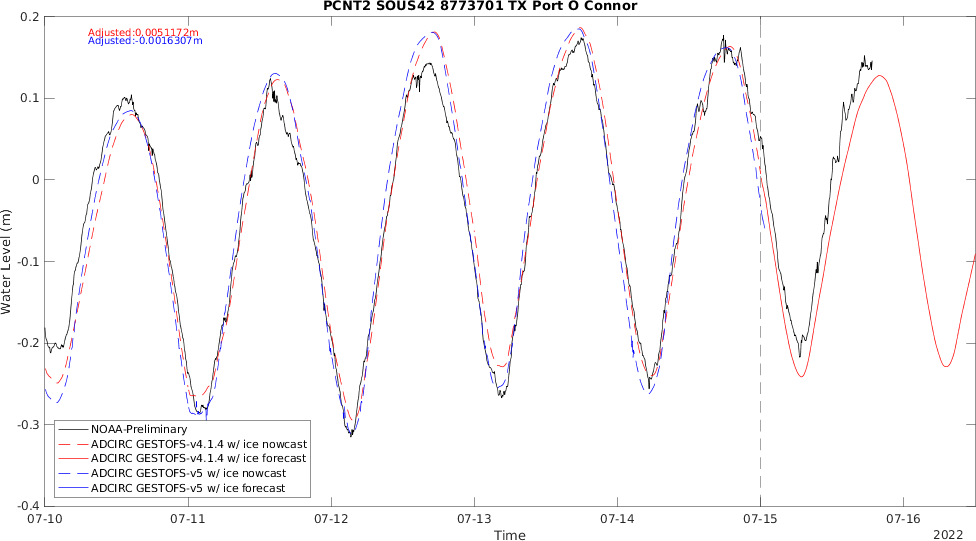 PCNT2 SOUS42 8773701 TX Port O Connor
Adjusted:0.0051172m
Adjusted:-0.0016307m
0.2
0.1
0
-0.1
-0.2
-0.3
-0.4
Water Level (m)
NOAA-Preliminary
ADCIRC GESTOFS-v4.1.4 w/ ice nowcast
ADCIRC GESTOFS-v4.1.4 w/ ice forecast
ADCIRC GESTOFS-v5 w/ ice nowcast
ADCIRC GESTOFS-v5 w/ ice forecast
07-10 07-11 07-12 07-13 07-14 07-15 07-16
Time
2022